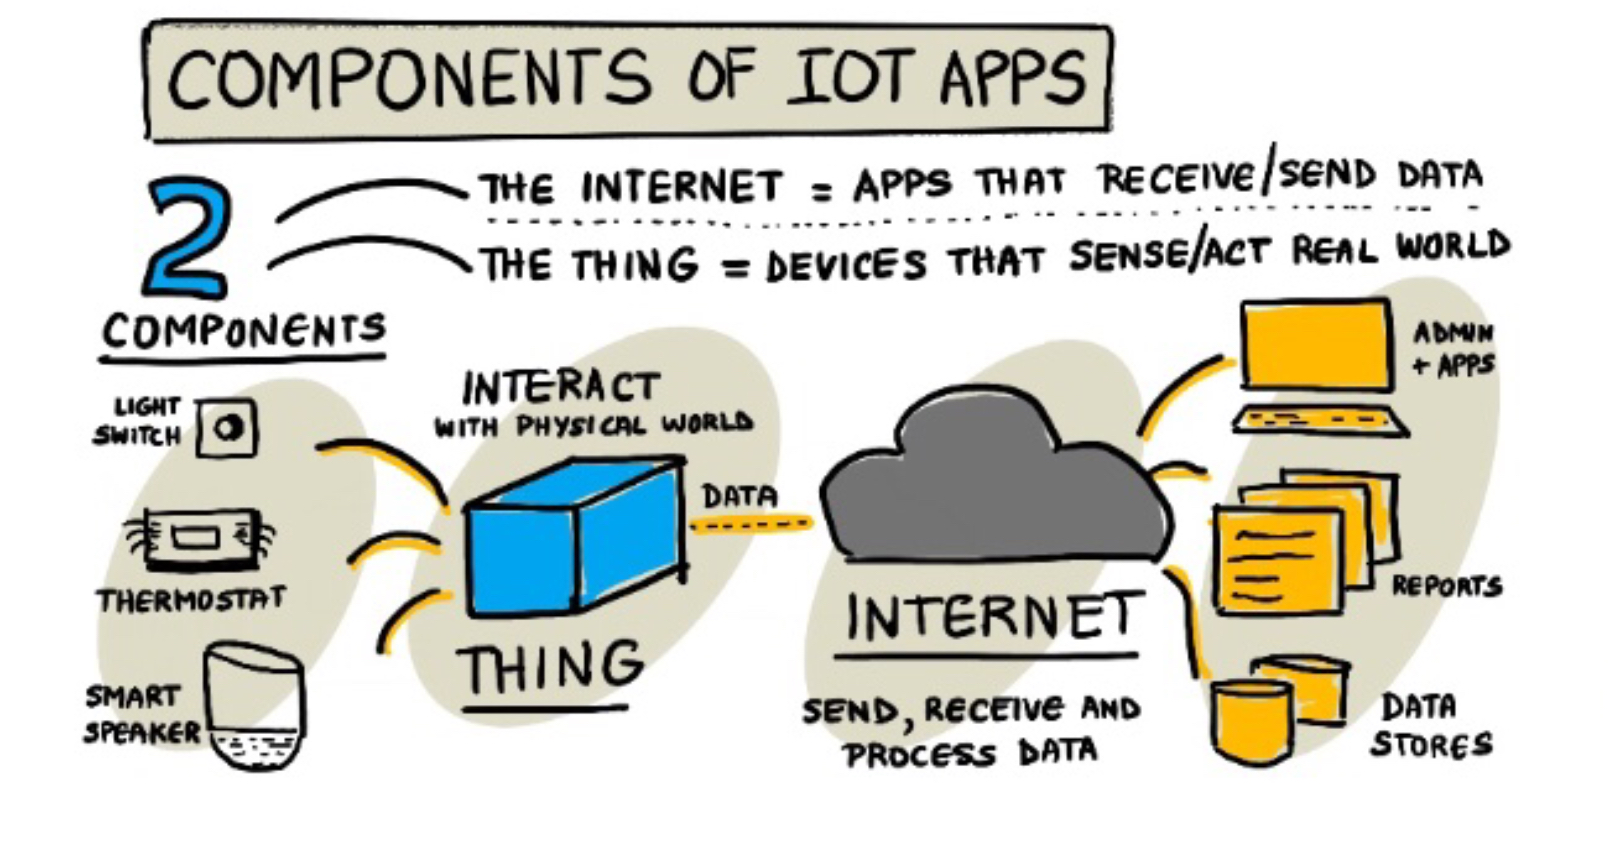 COMPONENTS OF IOT APPS
2
COMPONENTS
THE INTERNET = APPS THAT RECEIVE/SEND DATA
THE THING = DEVICES THAT SENSE/ACT REAL WORLD
LIGHT
SWITCH
THERMOSTAT
SMART
SPEAKER
INTERACT
WITH PHYSICAL WORLD
THING
DATA
INTERNET
SEND, RECEIVE AND
PROCESS DATA
ADMIN
+ APPS
REPORTS
DATA
STORES